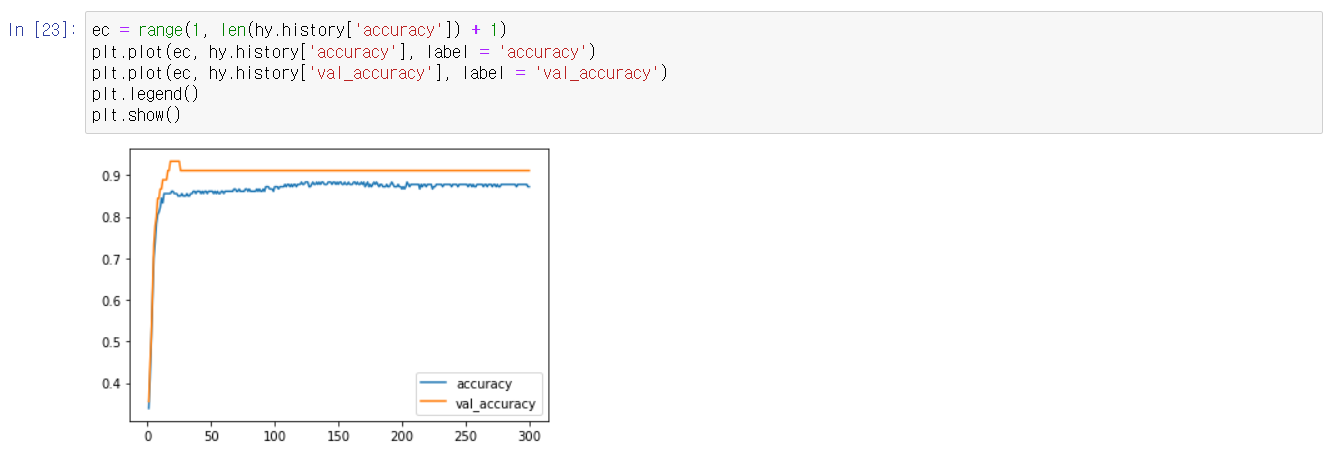 In [23]: ec = range(1, len(hy.history['accuracy']) + 1)
plt.plot(ec, hy.history['accuracy'], label = 'accuracy')
plt.plot(ec, hy.history['val_accuracy'], label = 'val_accuracy')
plt.legend()
plt.show()
0.9
0.8
0.7
0.6
0.5
0.4
accuracy
val_accuracy
0 50 100 150 200 250 300